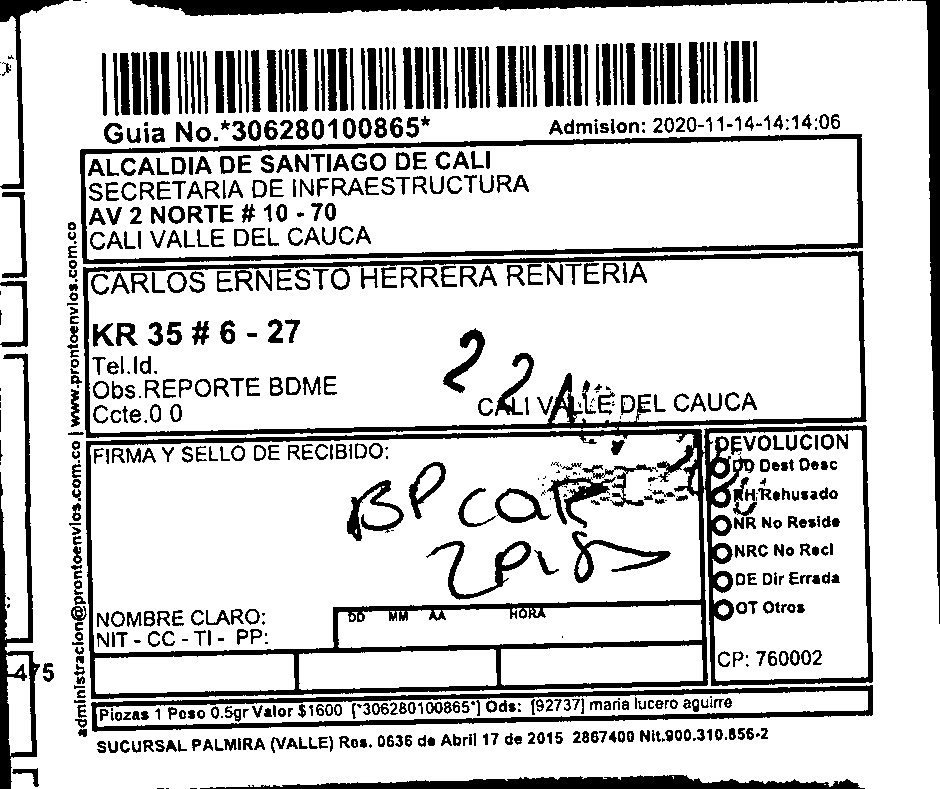 Guia No.*306280100865*
Admision: 2020-11-14-14:14:06
ALCALDIA DE SANTIAGO DE CALI
SECRETARIA DE INFRAESTRUCTURA
AV 2 NORTE # 10 - 70
CALI VALLE DEL CAUCA
CARLOS ERNESTO HERRERA RENTERIA
KR 35 # 6 - 27
Tel.Id.
Obs.REPORTE BDME
Ccte.0 0
2 2
CALI VALLE DEL CAUCA
administracion@prontoenvios.com.co | www.prontoenvios.com.co
FIRMA Y SELLO DE RECIBIDO:
BP
NOMBRE CLARO:
NIT - CC - TI - PP:
DD MM AA HORA
DEVOLUCION
DD Dest Desc
RH Rehusado
NR No Reside
NRC No Recl
DE Dir Errada
OT Otros
CP: 760002
Piezas 1 Peso 0.5gr Valor $1600 [*306280100865*] Ods: [92737] maria lucero aguirre
SUCURSAL PALMIRA (VALLE) Res. 0636 de Abril 17 de 2015 2867400 Nit.900.310.856-2
-475